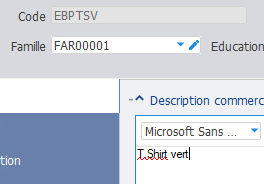 Code EBPTSV
Famille FAR00001 Education
Description commerc
Microsoft Sans ...
T.Shirt vert
tion